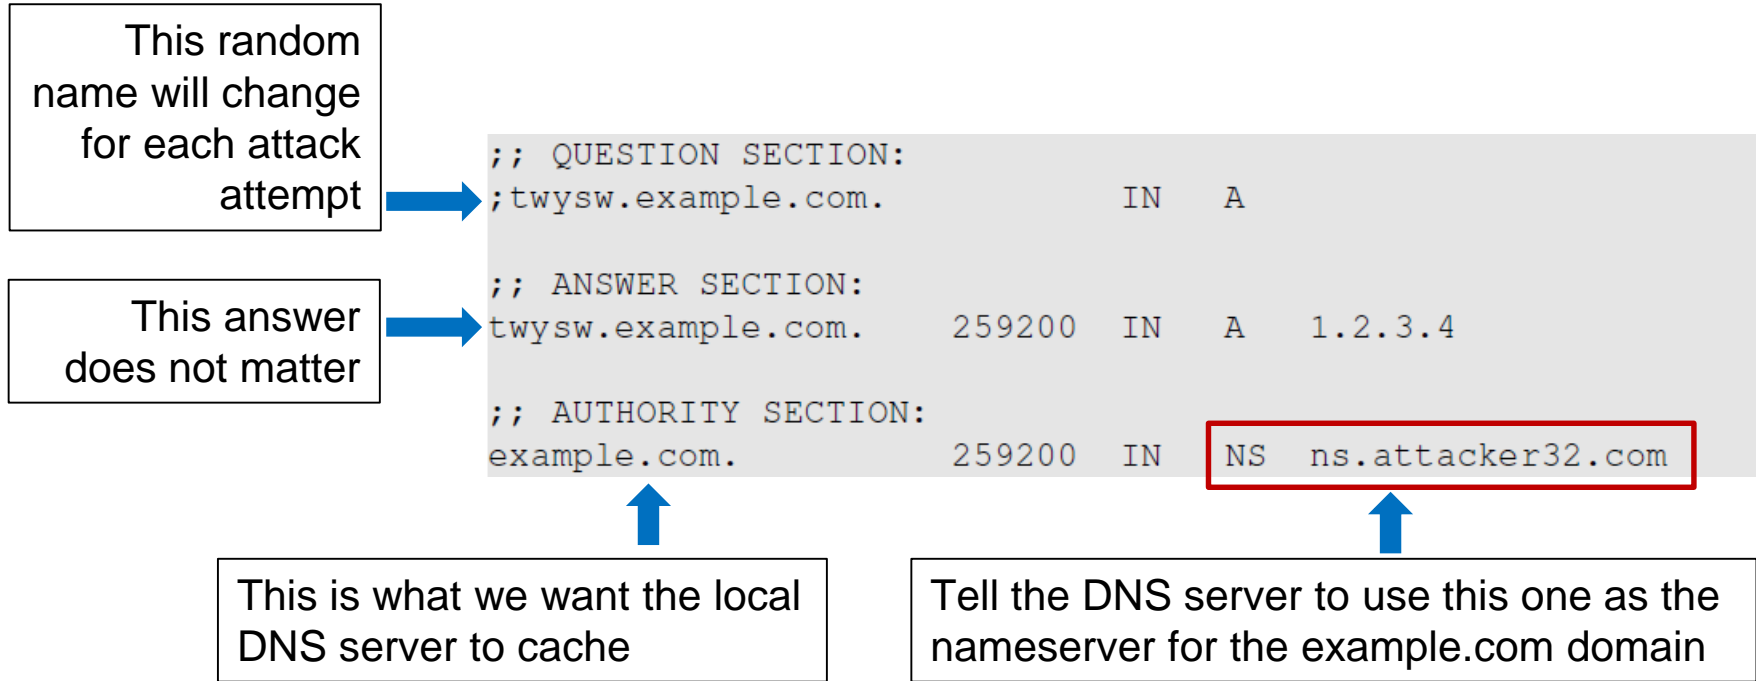 This random
name will change
for each attack
attempt
;; QUESTION SECTION:
;twysw.example.com. IN A
This answer
does not matter
;; ANSWER SECTION:
twysw.example.com. 259200 IN A 1.2.3.4
;; AUTHORITY SECTION:
example.com. 259200 IN NS ns.attacker32.com
This is what we want the local
DNS server to cache
Tell the DNS server to use this one as the
nameserver for the example.com domain